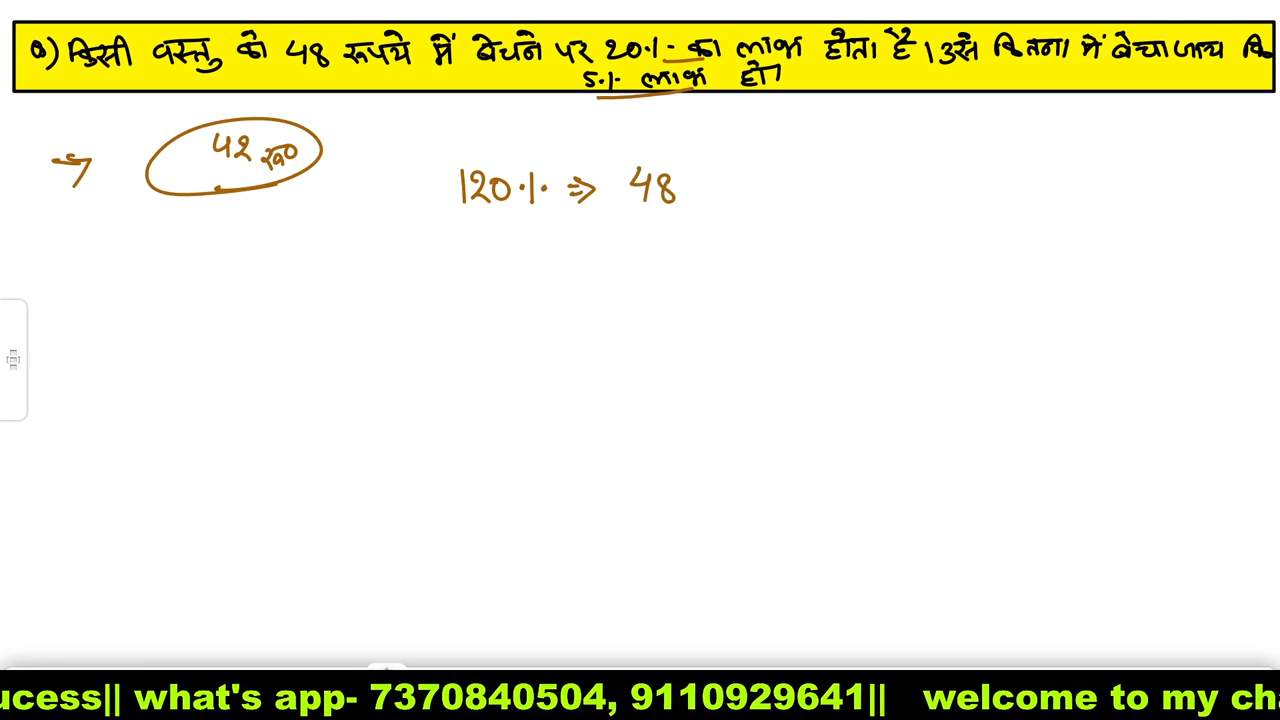 Q) किसी वस्तु को 48 रूपये में बेचने पर 20% का लाभ होता है। उसे कितना में बेचा जाय कि
5% लाभ हो
→ 42 रू०
120% ⇒ 48
ucess|| what's app- 7370840504, 9110929641|| welcome to my ch